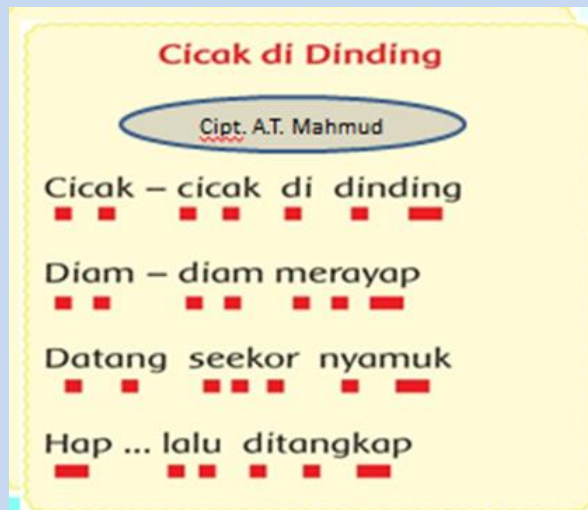 Cicak di Dinding
Cipt. A.T. Mahmud
Cicak – cicak di dinding
Diam – diam merayap
Datang seekor nyamuk
Hap ... lalu ditangkap